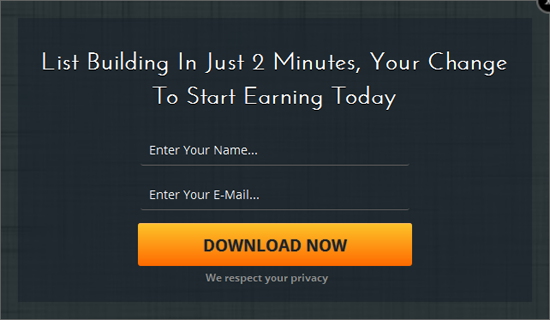 List Building In Just 2 Minutes, Your Change
To Start Earning Today
Enter Your Name...
Enter Your E-Mail...
DOWNLOAD NOW
We respect your privacy